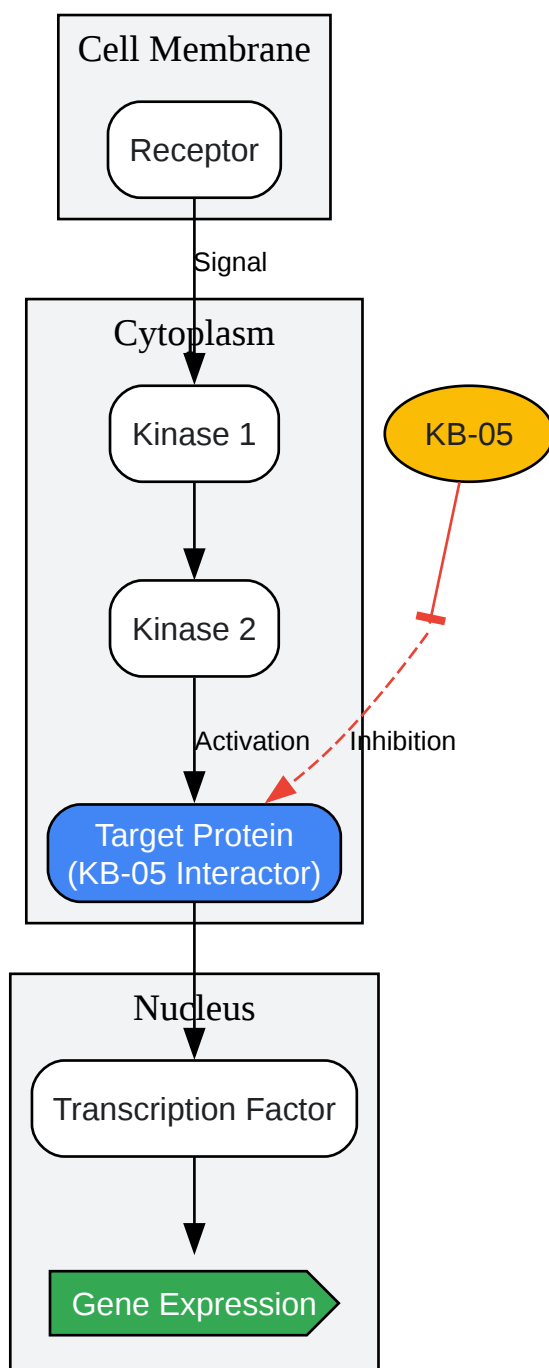 Cell Membrane
Receptor
Signal
Cytoplasm
Kinase 1
KB-05
Kinase 2
Activation
Inhibition
Target Protein
(KB-05 Interactor)
Nucleus
Transcription Factor
Gene Expression